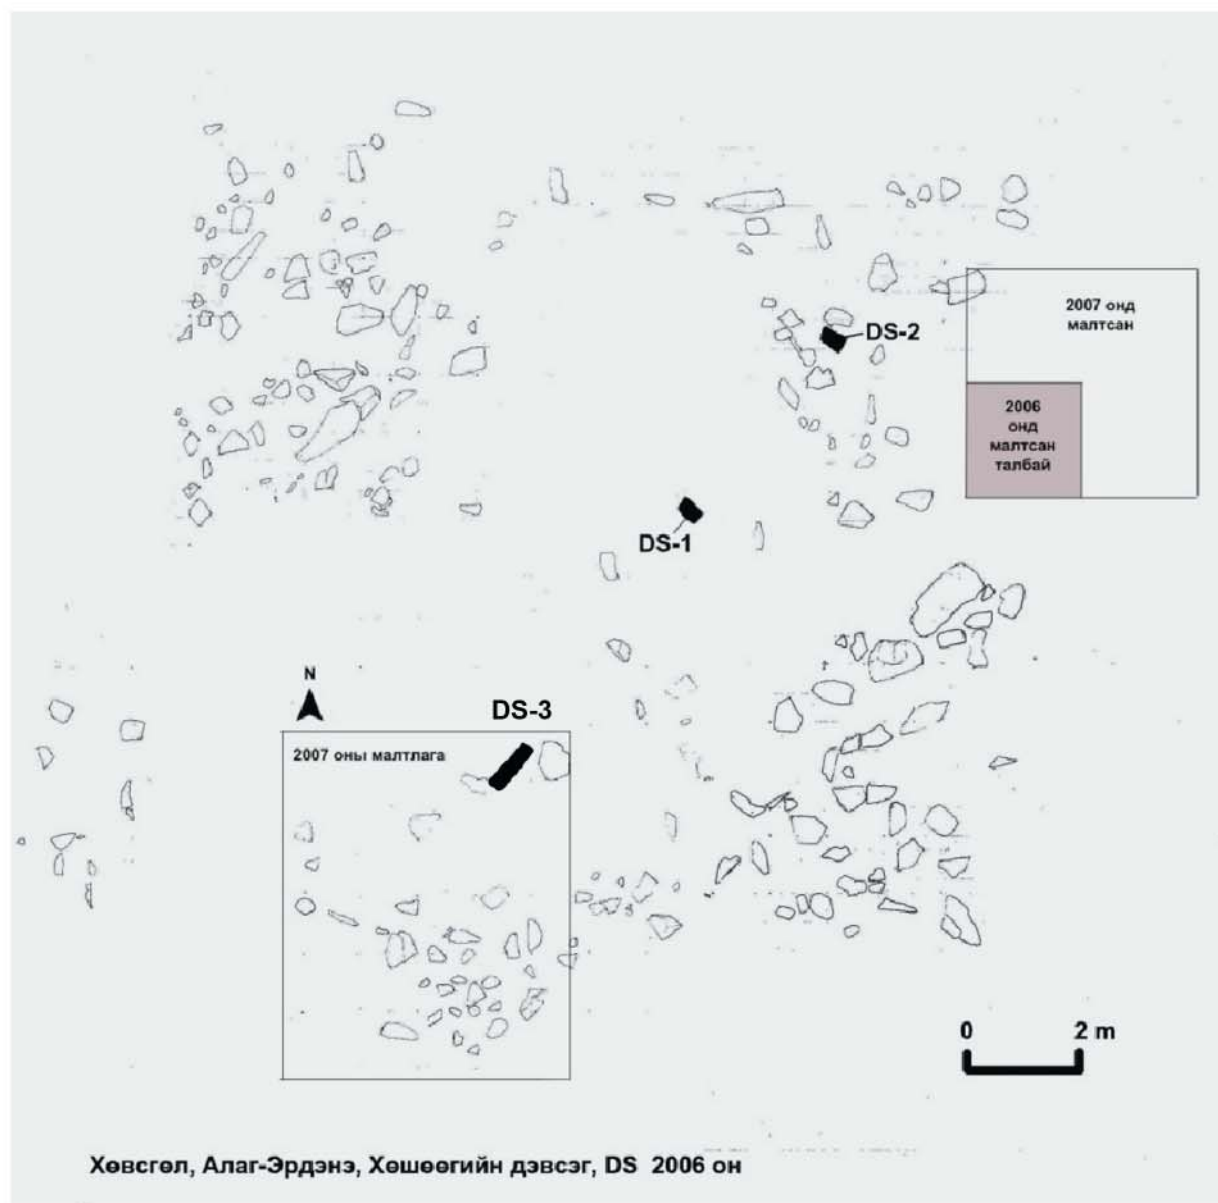 2007 онд
малтсан
DS-2
2006
онд
малтсан
талбай
DS-1
N
DS-3
2007 оны малтлага
0 2 m
Хөвсгөл, Алаг-Эрдэнэ, Хөшөөгийн дэвсэг, DS 2006 он